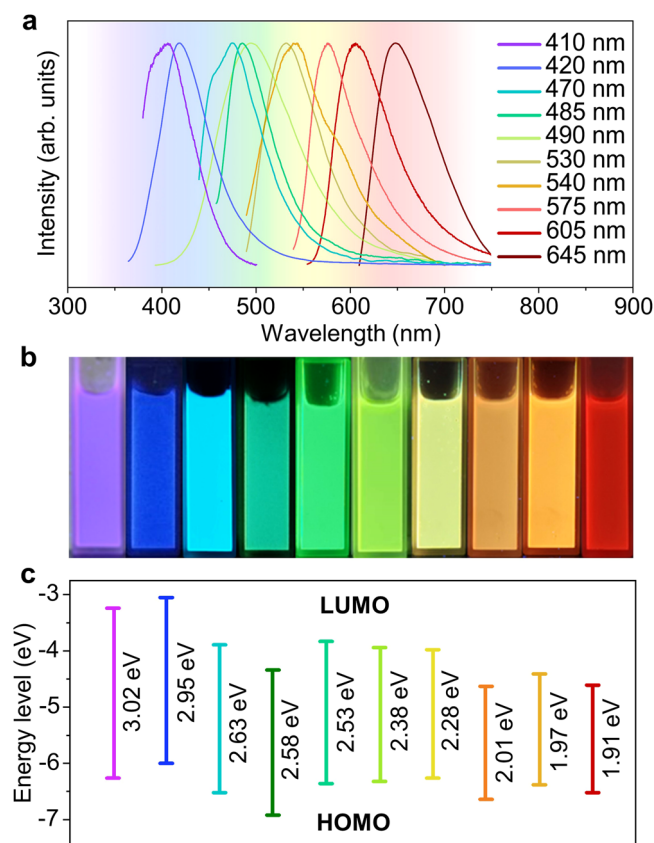 a
Intensity (arb. units)
410 nm
420 nm
470 nm
485 nm
490 nm
530 nm
540 nm
575 nm
605 nm
645 nm
300 400 500 600 700 800 900
Wavelength (nm)
b
c
Energy level (eV)
-3
-4
-5
-6
-7
LUMO
3.02 eV
2.95 eV
2.63 eV
2.58 eV
2.53 eV
2.38 eV
2.28 eV
2.01 eV
1.97 eV
1.91 eV
HOMO